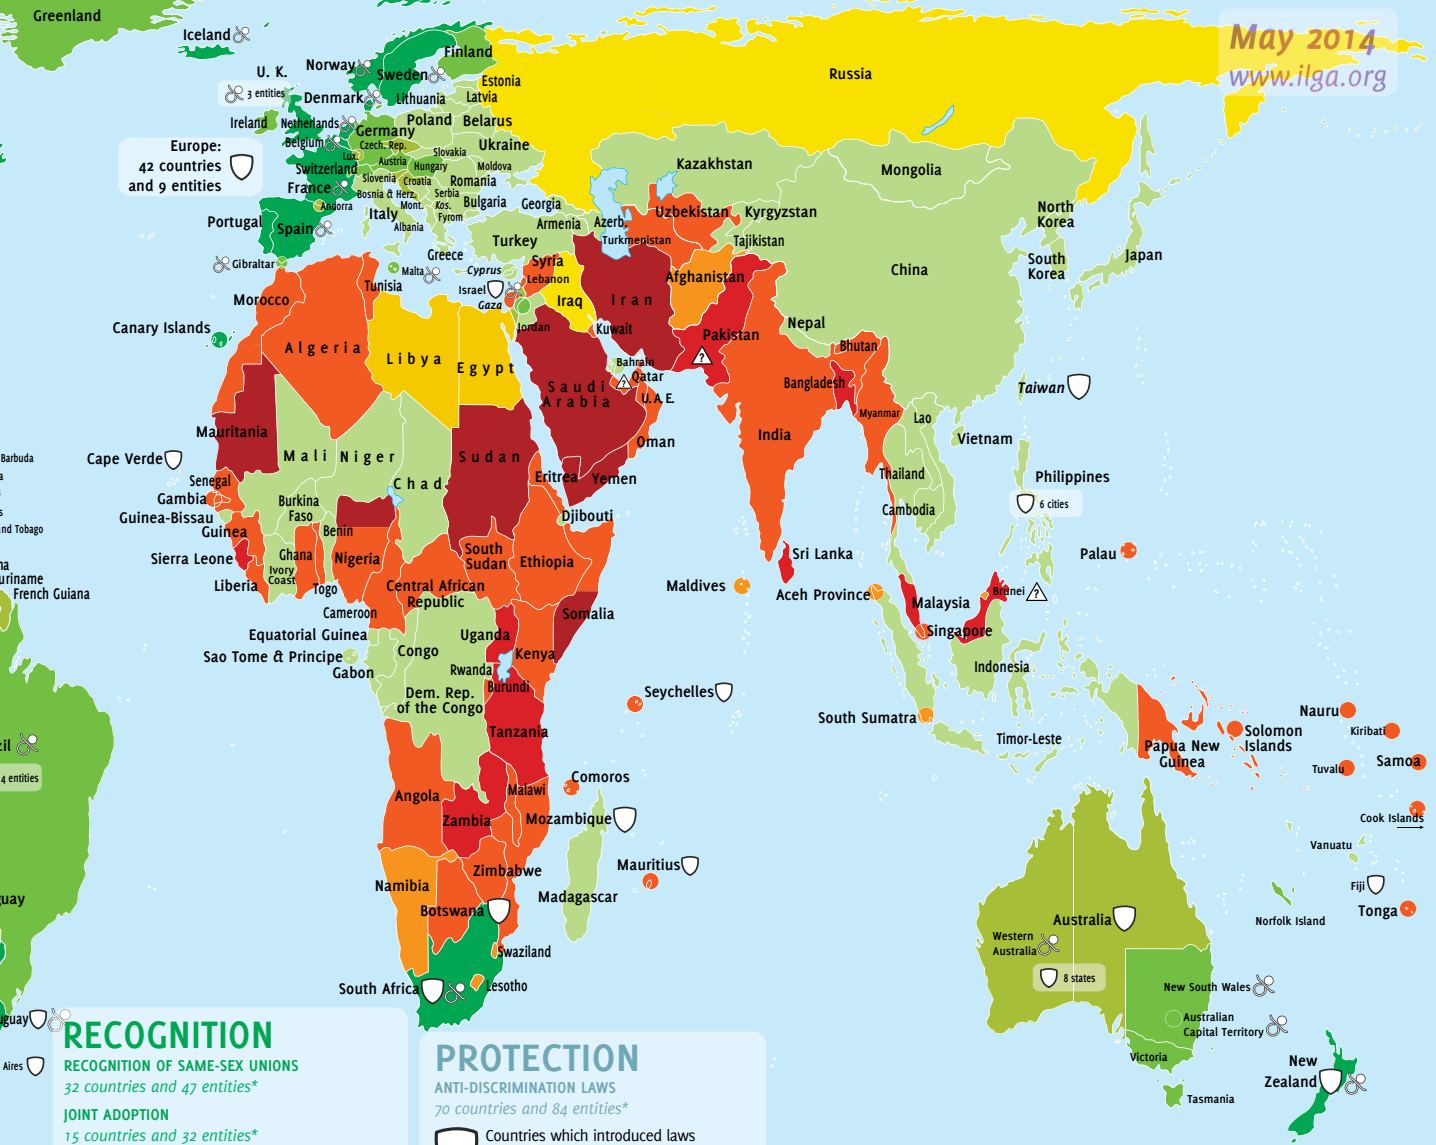 Greenland
Iceland
Norway
Sweden
Finland
U. K.
3 entities
Denmark
Estonia
Latvia
Lithuania
Ireland
Netherlands
Belgium
Germany
Poland
Belarus
Czech. Rep.
Ukraine
Lux.
Slovakia
Switzerland
Austria
Hungary
Moldova
Europe:
42 countries
and 9 entities
France
Slovenia
Croatia
Romania
Bosnia & Herz.
Serbia
Andorra
Mont.
Kos.
Bulgaria
Fyrom
Italy
Albania
Portugal
Spain
Greece
Gibraltar
Malta
Cyprus
Turkey
Georgia
Armenia
Azerb.
Russia
May 2014
www.ilga.org
Kazakhstan
Mongolia
Uzbekistan
Kyrgyzstan
Turkmenistan
Tajikistan
North
Korea
South
Korea
Japan
China
Syria
Lebanon
Israel
Gaza
Iraq
Iran
Afghanistan
Jordan
Kuwait
Pakistan
Nepal
Bhutan
Bahrain
Qatar
U.A.E.
Saudi
Arabia
Oman
Yemen
Bangladesh
Myanmar
India
Taiwan
Lao
Vietnam
Thailand
Cambodia
Philippines
6 cities
Morocco
Tunisia
Canary Islands
Algeria
Libya
Egypt
Mauritania
Mali
Niger
Chad
Sudan
Eritrea
Djibouti
Cape Verde
Senegal
Gambia
Guinea-Bissau
Guinea
Burkina
Faso
Benin
Sierra Leone
Liberia
Ivory
Coast
Ghana
Togo
Nigeria
Cameroon
Central African
Republic
South
Sudan
Ethiopia
Somalia
Equatorial Guinea
Sao Tome & Principe
Gabon
Congo
Uganda
Kenya
Rwanda
Burundi
Dem. Rep.
of the Congo
Tanzania
Sri Lanka
Maldives
Aceh Province
Malaysia
Brunei
Singapore
Indonesia
Palau
Seychelles
South Sumatra
Timor-Leste
Papua New
Guinea
Solomon
Islands
Nauru
Kiribati
Tuvalu
Samoa
Cook Islands
Vanuatu
Fiji
Tonga
Norfolk Island
Comoros
Angola
Malawi
Zambia
Mozambique
Mauritius
Madagascar
Zimbabwe
Namibia
Botswana
Swaziland
Lesotho
South Africa
Australia
Western
Australia
8 states
New South Wales
Australian
Capital Territory
Victoria
Tasmania
New
Zealand
Barbuda
nd Tobago
uriname
French Guiana
zil
4 entities
guay
uguay
Aires
RECOGNITION
RECOGNITION OF SAME-SEX UNIONS
32 countries and 47 entities*
JOINT ADOPTION
15 countries and 32 entities*
PROTECTION
ANTI-DISCRIMINATION LAWS
70 countries and 84 entities*
Countries which introduced laws